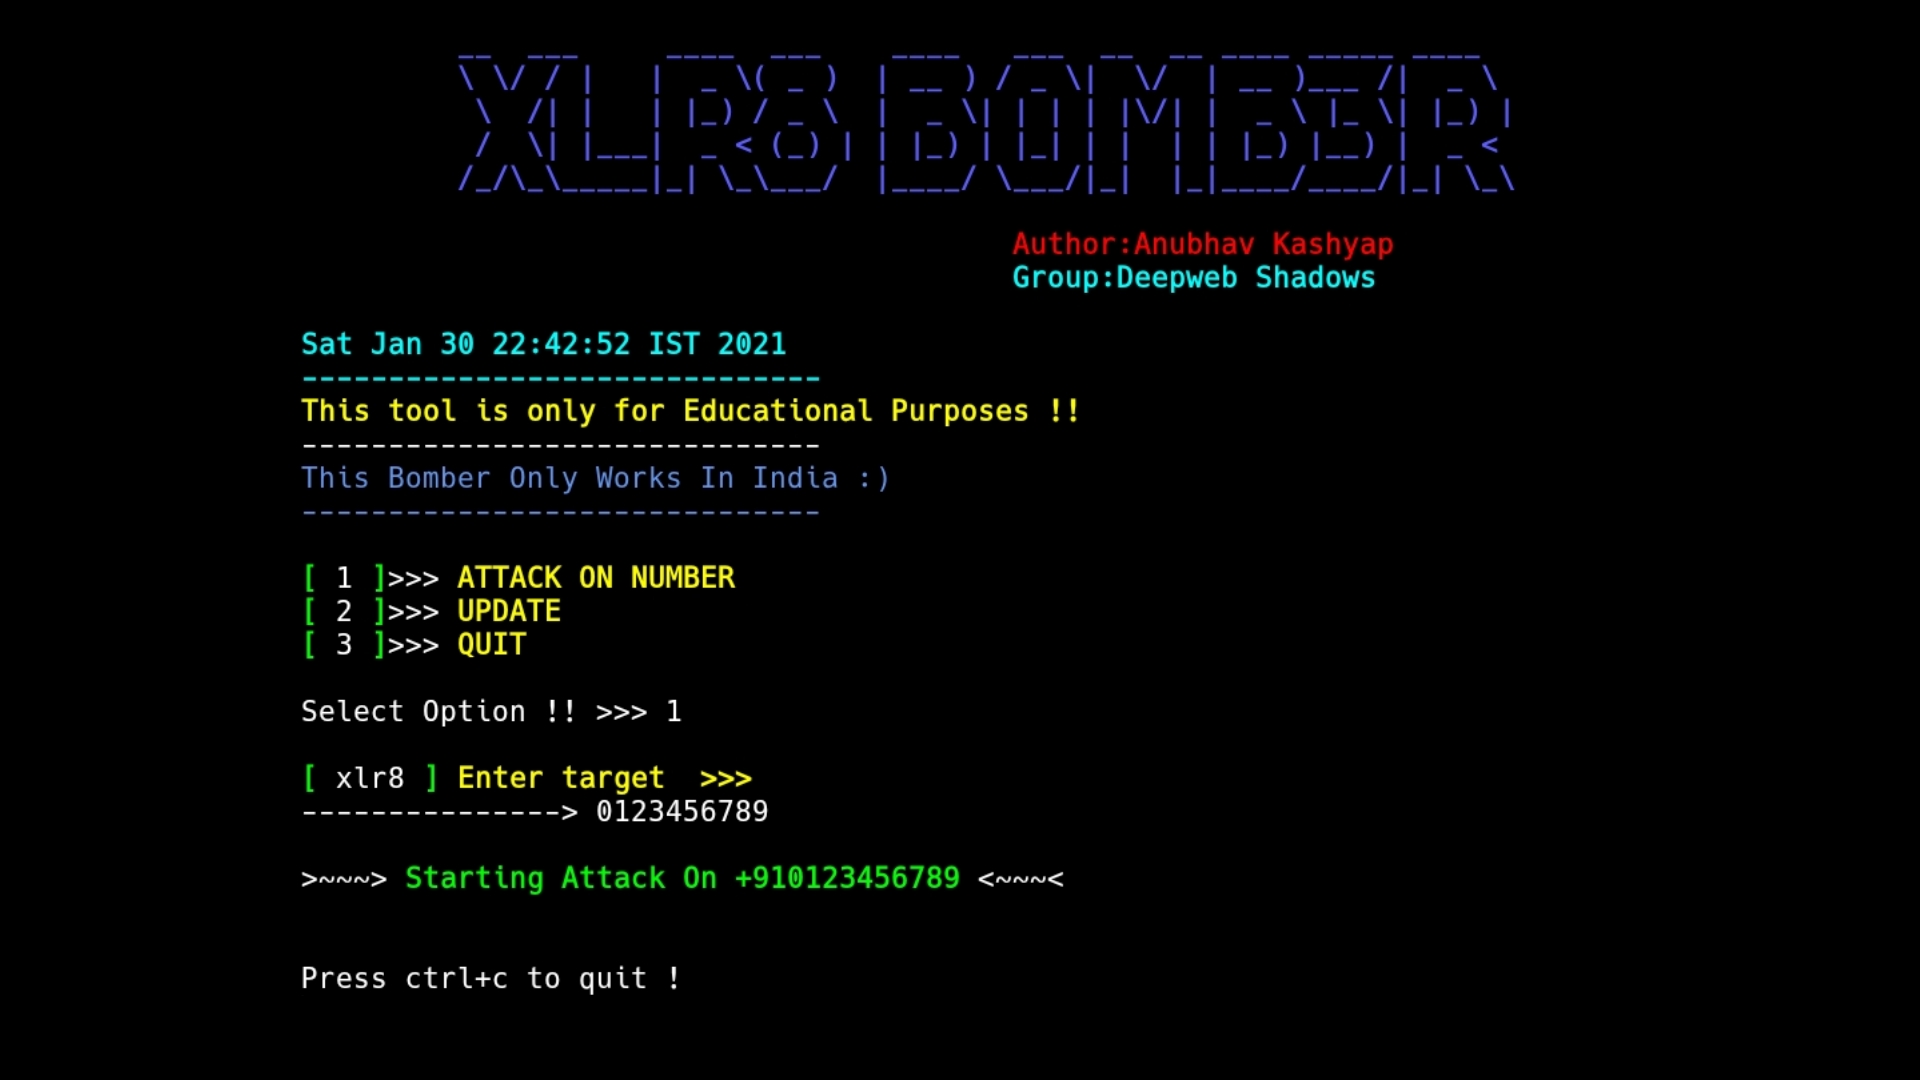 XLR8 BOMB3R
Author:Anubhav Kashyap
Group:Deepweb Shadows
Sat Jan 30 22:42:52 IST 2021
------------------------------
This tool is only for Educational Purposes !!
------------------------------
This Bomber Only Works In India :)
------------------------------
[ 1 ]>>> ATTACK ON NUMBER
[ 2 ]>>> UPDATE
[ 3 ]>>> QUIT
Select Option !! >>> 1
[ xlr8 ] Enter target  >>>
---------------> 0123456789
>~~~> Starting Attack On +910123456789 <~~~<
Press ctrl+c to quit !